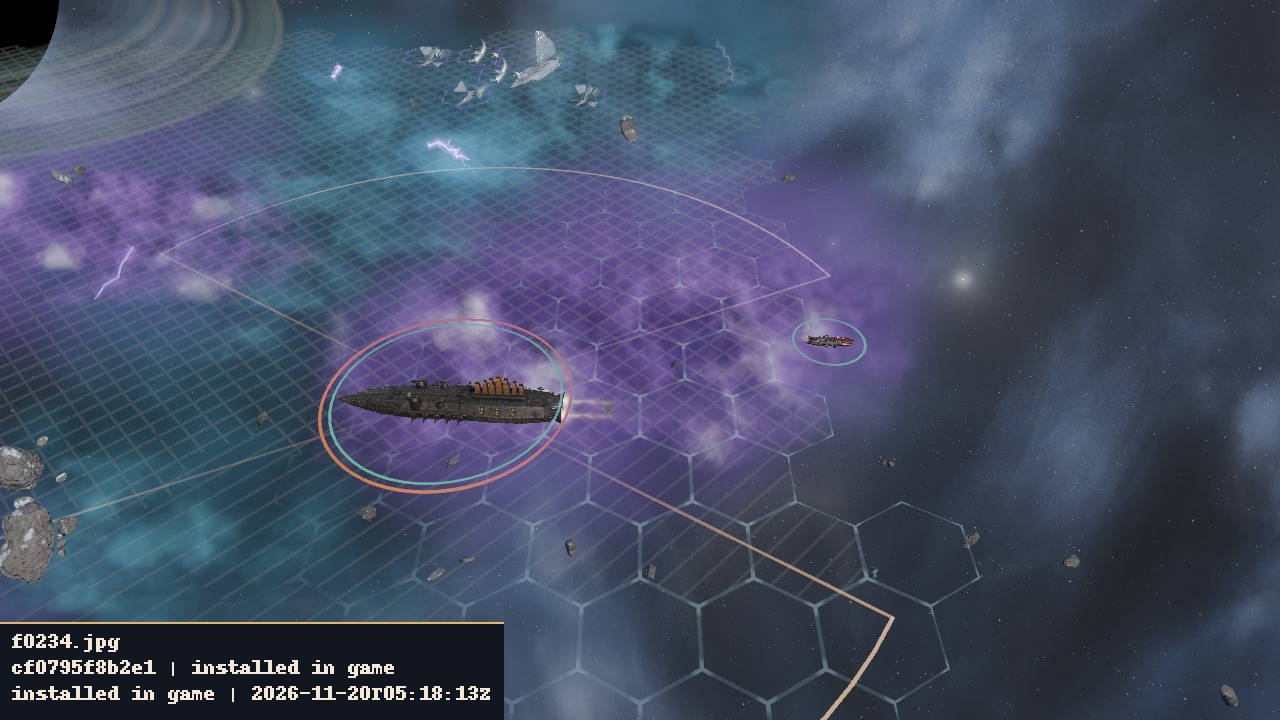 f0234.jpg
cf0795f8b2e1 | installed in game
installed in game | 2026-11-20T05:18:13Z